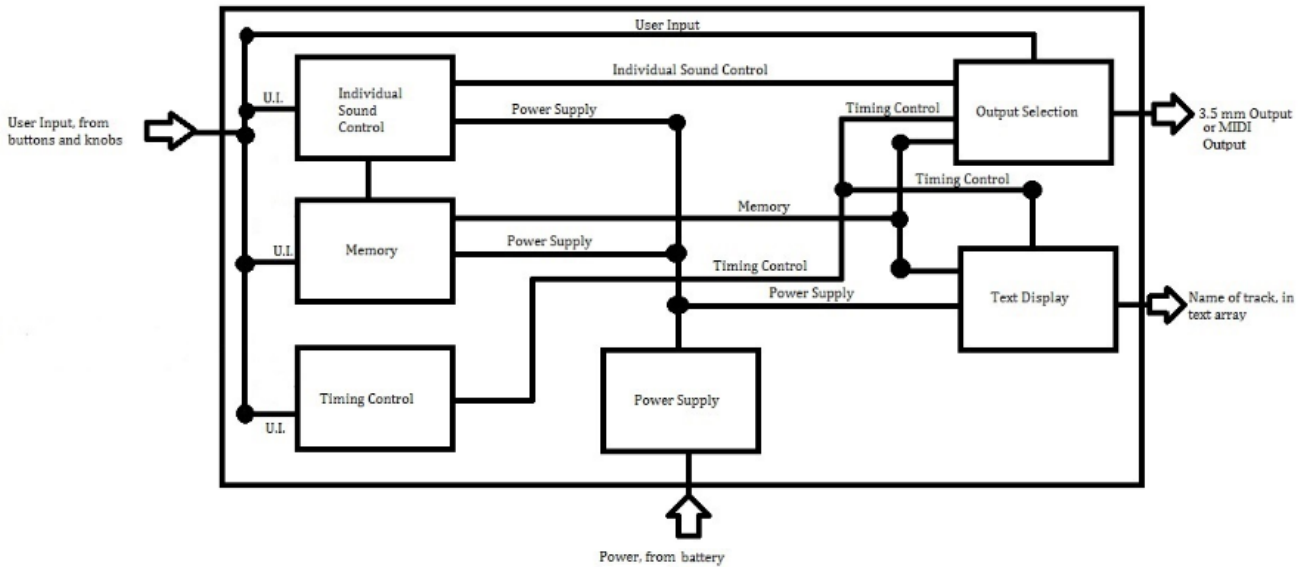 User Input
Individual Sound Control
Individual
Sound
Control
U.I.
Power Supply
Timing Control
Output Selection
User Input, from
buttons and knobs
3.5 mm Output
or MIDI
Output
Timing Control
Memory
Memory
U.I.
Power Supply
Timing Control
Power Supply
Text Display
Name of track, in
text array
Timing Control
U.I.
Power Supply
Power, from battery